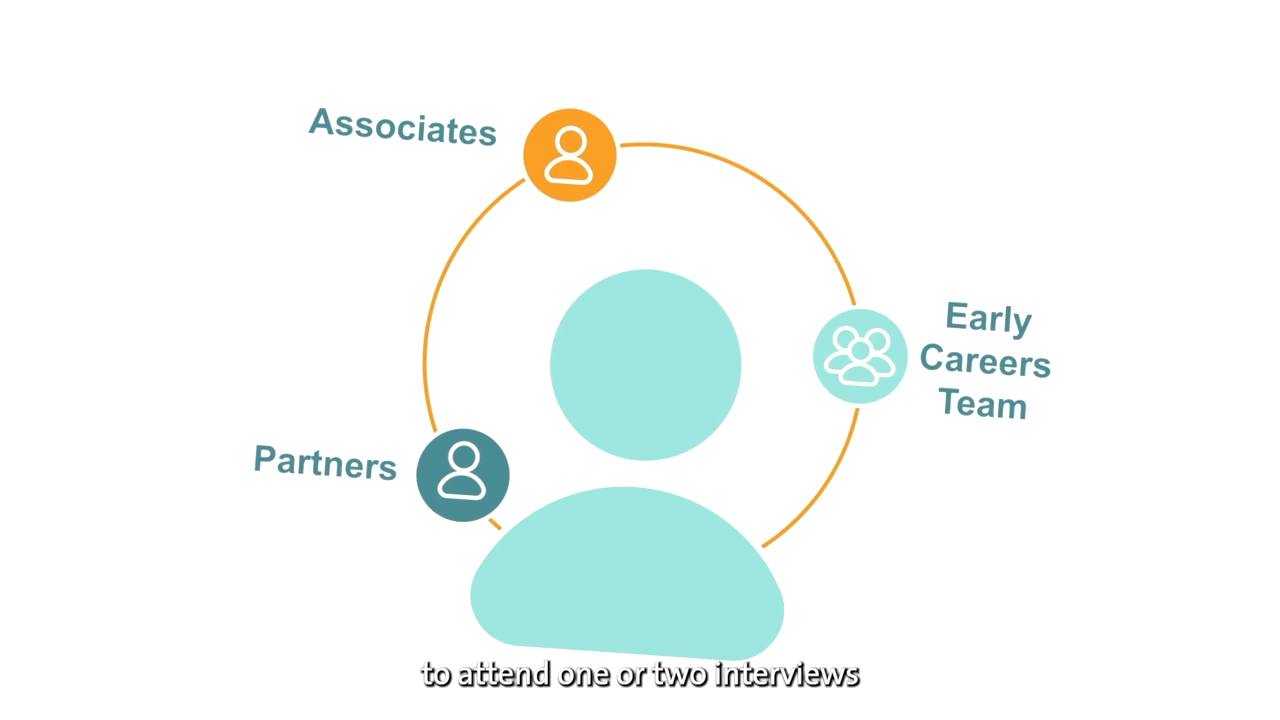 Associates
Early
Careers
Team
Partners
to attend one or two interviews